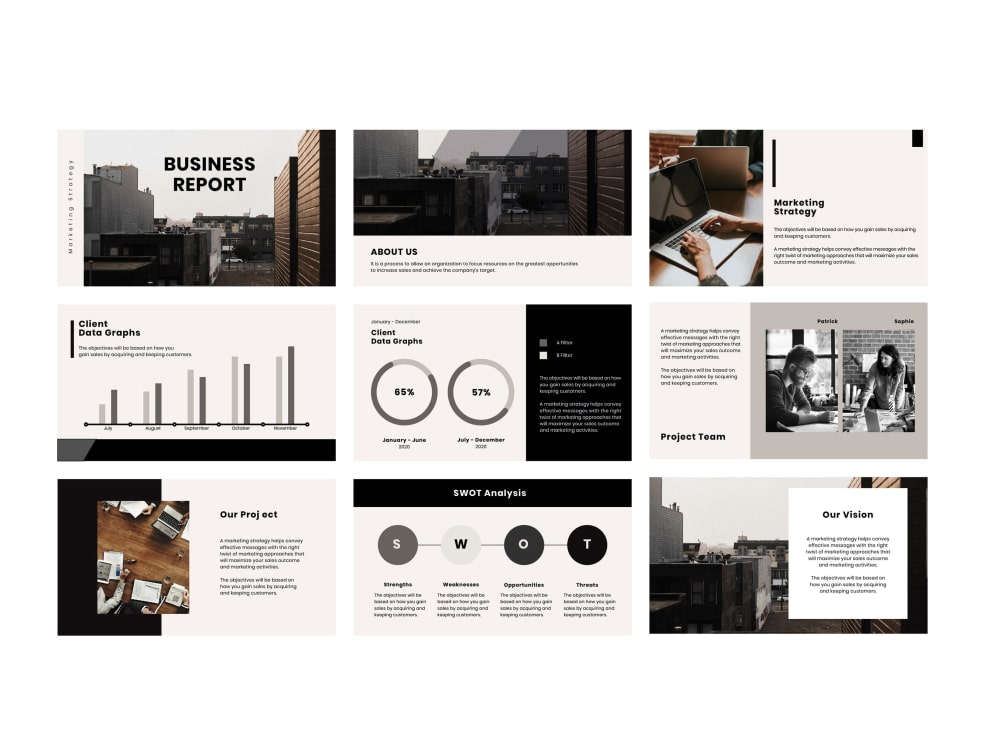 Marketing Strategy
BUSINESS
REPORT
ABOUT US
It is a process to allow an organization to focus resources on the greatest opportunities
to increase sales and achieve the company's target.
Marketing
Strategy
The objectives will be based on how you gain sales by acquiring
and keeping customers.
A marketing strategy helps convey effective messages with the
right twist of marketing approaches that will maximize your sales
outcome and marketing activities.
Client
Data Graphs
The objectives will be based on how you
gain sales by acquiring and keeping customers.
July
August
September
October
November
January - December
Client
Data Graphs
65%
57%
January - June
2020
July - December
2020
A Filter
B Filter
The objectives will be based on how
you gain sales by acquiring and
keeping customers.
A marketing strategy helps convey
effective messages with the right
twist of marketing approaches that
will maximize your sales outcome
and marketing activities.
A marketing strategy helps convey
effective messages with the right
twist of marketing approaches that
will maximize your sales outcome
and marketing activities.
The objectives will be based on
how you gain sales by acquiring
and keeping customers.
Project Team
Patrick
Sophie
Our Proj ect
A marketing strategy helps convey
effective messages with the right
twist of marketing approaches that
will maximize your sales outcome
and marketing activities.
The objectives will be based on
how you gain sales by acquiring
and keeping customers.
SWOT Analysis
S
W
O
T
Strengths
The objectives will be
based on how you gain
sales by acquiring and
keeping customers.
Weaknesses
The objectives will be
based on how you gain
sales by acquiring and
keeping customers.
Opportunities
The objectives will be
based on how you gain
sales by acquiring and
keeping customers.
Threats
The objectives will be
based on how you gain
sales by acquiring and
keeping customers.
Our Vision
A marketing strategy helps convey
effective messages with the right
twist of marketing approaches that
will maximize your sales outcome
and marketing activities.
The objectives will be based on
how you gain sales by acquiring
and keeping customers.